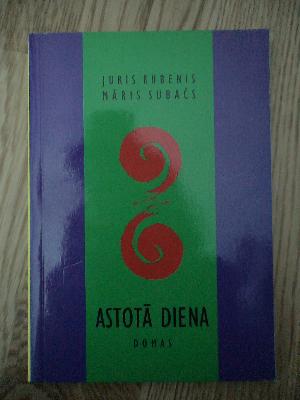 JURIS RUBENIS
MĀRIS SUBAČS
ASTOTĀ DIENA
DOMAS